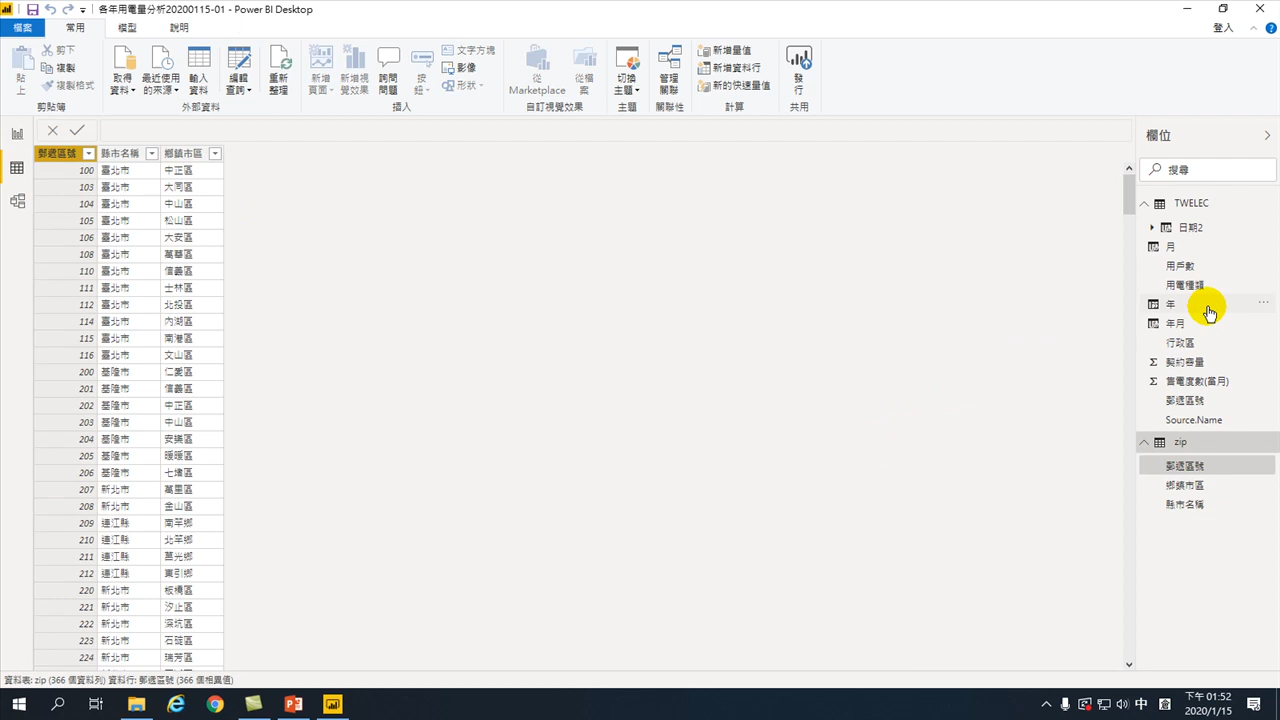 各年用電量分析20200115-01 - Power BI Desktop
檔案
常用
模型
說明
登入
貼上
剪下
複製
複製格式
剪貼簿
取得資料
最近使用的來源
輸入資料
編輯查詢
外部資料
重新整理
新增頁面
新增視覺效果
詢問問題
按鈕
文字方塊
影像
形狀
插入
從 Marketplace
從檔案
自訂視覺效果
切換主題
主題
管理關聯
關聯性
新增量值
新增資料行
新的快速量值
計算
發行
共用
郵遞區號 縣市名稱 鄉鎮市區
100 臺北市 中正區
103 臺北市 大同區
104 臺北市 中山區
105 臺北市 松山區
106 臺北市 大安區
108 臺北市 萬華區
110 臺北市 信義區
111 臺北市 士林區
112 臺北市 北投區
114 臺北市 內湖區
115 臺北市 南港區
116 臺北市 文山區
200 基隆市 仁愛區
201 基隆市 信義區
202 基隆市 中正區
203 基隆市 中山區
204 基隆市 安樂區
205 基隆市 暖暖區
206 基隆市 七堵區
207 新北市 萬里區
208 新北市 金山區
209 連江縣 南竿鄉
210 連江縣 北竿鄉
211 連江縣 莒光鄉
212 連江縣 東引鄉
220 新北市 板橋區
221 新北市 汐止區
222 新北市 深坑區
223 新北市 石碇區
224 新北市 瑞芳區
欄位
搜尋
TWELEC
日期2
月
用戶數
用電種類
年
年月
行政區
契約容量
售電度數(當月)
郵遞區號
Source.Name
zip
郵遞區號
鄉鎮市區
縣市名稱
資料表: zip (366 個資料列) 資料行: 郵遞區號 (366 個相異值)
中
下午 01:52
2020/1/15